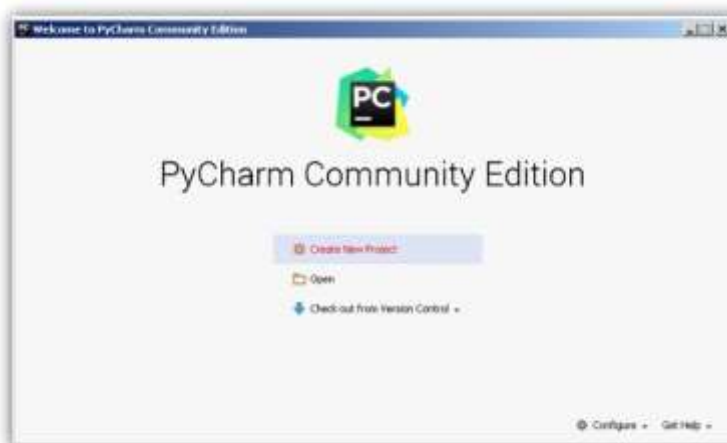 Welcome to PyCharm Community Edition
PC
PyCharm Community Edition
Create New Project
Open
Check out from Version Control
Configure
Get Help